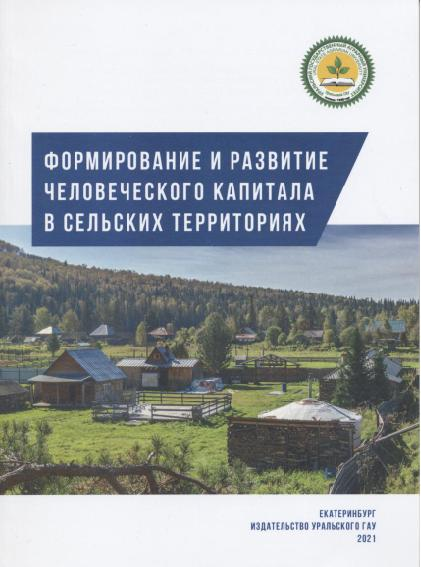 ФОРМИРОВАНИЕ И РАЗВИТИЕ
ЧЕЛОВЕЧЕСКОГО КАПИТАЛА
В СЕЛЬСКИХ ТЕРРИТОРИЯХ
ЕКАТЕРИНБУРГ
ИЗДАТЕЛЬСТВО УРАЛЬСКОГО ГАУ
2021